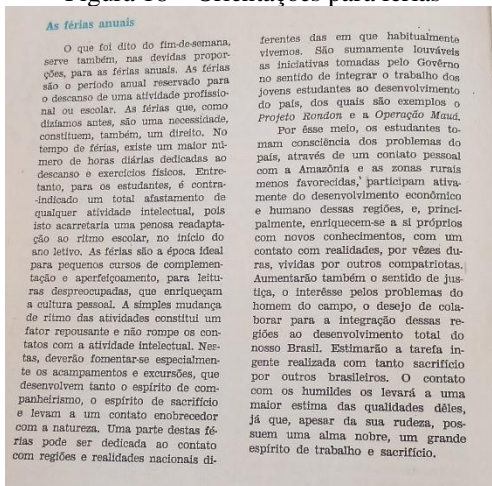 Figura 18 – Orientações para férias
As férias anuais
O que foi dito do fim-de-semana,
serve também, nas devidas propor-
ções, para as férias anuais. As férias
são o período anual reservado para
o descanso de uma atividade profissio-
nal ou escolar. As férias que, como
dizíamos antes, são uma necessidade,
constituem, também, um direito. No
tempo de férias, existe um maior nú-
mero de horas diárias dedicadas ao
descanso e exercícios físicos. Entre-
tanto, para os estudantes, é contra-
-indicado um total afastamento de
qualquer atividade intelectual, pois
isto acarretaria uma penosa readapta-
ção ao ritmo escolar, no início do
ano letivo. As férias são a época ideal
para pequenos cursos de complemen-
tação e aperfeiçoamento, para leitu-
ras despreocupadas, que enriqueçam
a cultura pessoal. A simples mudança
de ritmo das atividades constitui um
fator repousante e não rompe os con-
tatos com a atividade intelectual. Nes-
tas, deverão fomentar-se especialmen-
te os acampamentos e excursões, que
desenvolvem tanto o espírito de com-
panheirismo, o espírito de sacrifício
e levam a um contato enobrecedor
com a natureza. Uma parte destas fé-
rias pode ser dedicada ao contato
com regiões e realidades nacionais di-
ferentes das em que habitualmente
vivemos. São sumamente louváveis
as iniciativas tomadas pelo Govêrno
no sentido de integrar o trabalho dos
jovens estudantes ao desenvolvimento
do país, dos quais são exemplos o
Projeto Rondon e a Operação Mauá.
Por êsse meio, os estudantes to-
mam consciência dos problemas do
país, através de um contato pessoal
com a Amazônia e as zonas rurais
menos favorecidas, participam ativa-
mente do desenvolvimento econômico
e humano dessas regiões, e, princi-
palmente, enriquecem-se a si próprios
com novos conhecimentos, com um
contato com realidades, por vêzes du-
ras, vividas por outros compatriotas.
Aumentarão também o sentido de jus-
tiça, o interêsse pelos problemas do
homem do campo, o desejo de cola-
borar para a integração dessas re-
giões ao desenvolvimento total do
nosso Brasil. Estimarão a tarefa in-
gente realizada com tanto sacrifício
por outros brasileiros. O contato
com os humildes os levará a uma
maior estima das qualidades dêles,
já que, apesar da sua rudeza, pos-
suem uma alma nobre, um grande
espírito de trabalho e sacrifício.